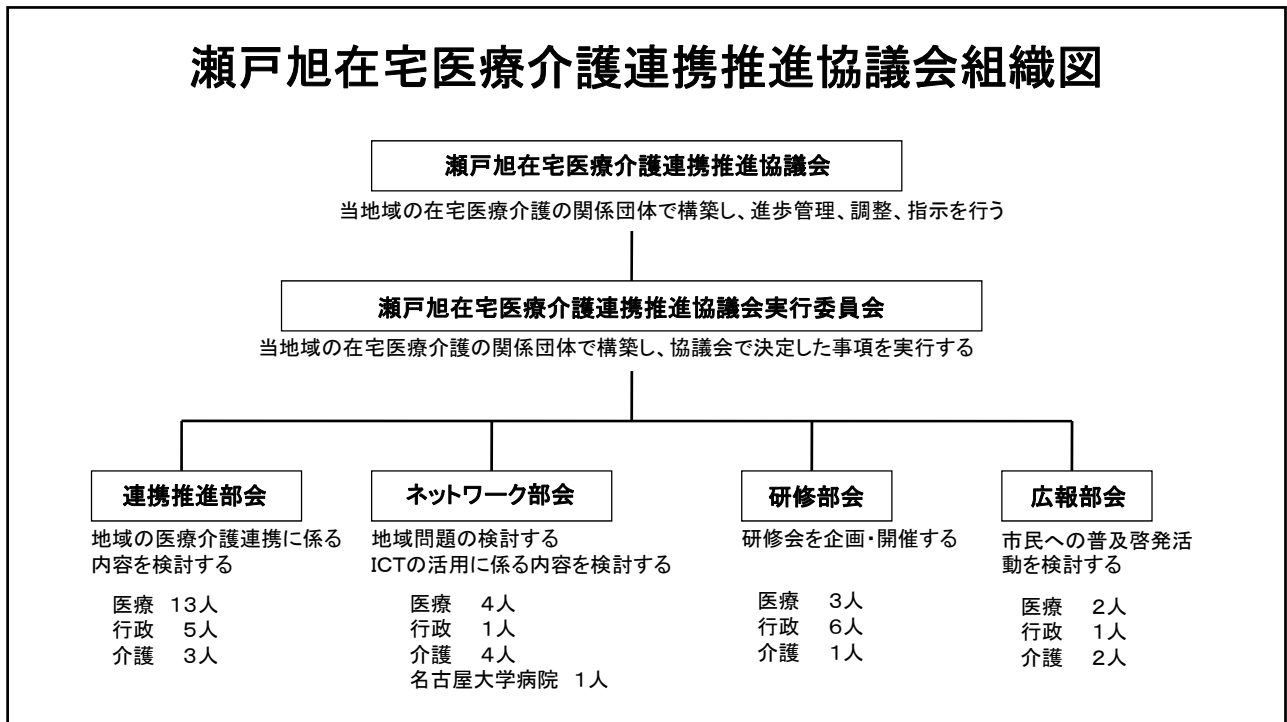 瀬戸旭在宅医療介護連携推進協議会組織図
瀬戸旭在宅医療介護連携推進協議会
当地域の在宅医療介護の関係団体で構築し、進歩管理、調整、指示を行う
瀬戸旭在宅医療介護連携推進協議会実行委員会
当地域の在宅医療介護の関係団体で構築し、協議会で決定した事項を実行する
連携推進部会
地域の医療介護連携に係る
内容を検討する
医療 13人
行政 5人
介護 3人
ネットワーク部会
地域問題の検討する
ICTの活用に係る内容を検討する
医療 4人
行政 1人
介護 4人
名古屋大学病院 1人
研修部会
研修会を企画・開催する
医療 3人
行政 6人
介護 1人
広報部会
市民への普及啓発活
動を検討する
医療 2人
行政 1人
介護 2人